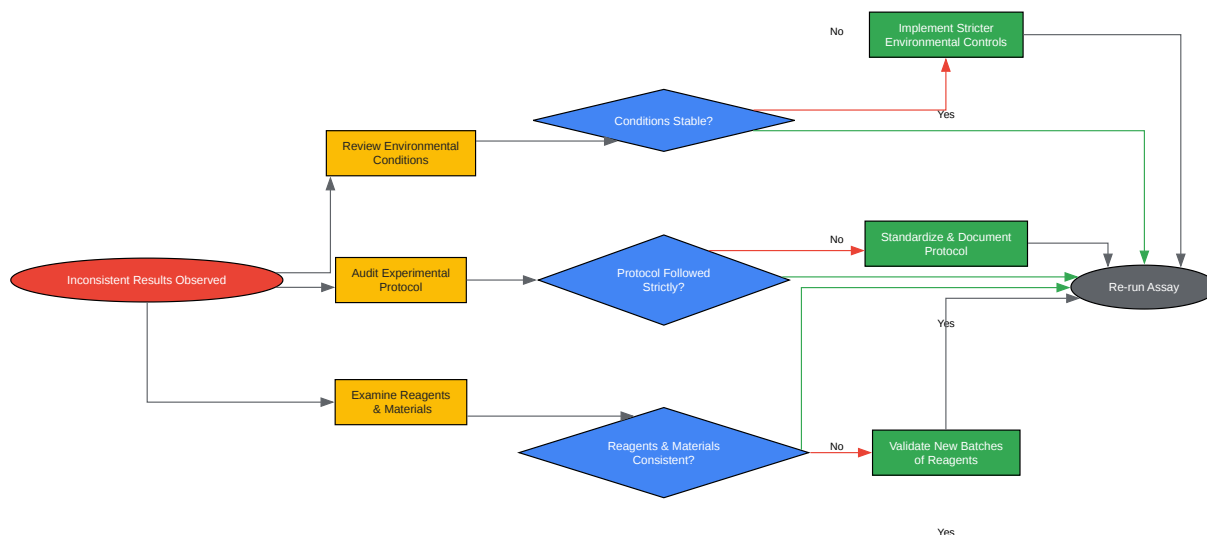 No
Implement Stricter
Environmental Controls
Conditions Stable?
Yes
Review Environmental
Conditions
Inconsistent Results Observed
Audit Experimental
Protocol
Protocol Followed
Strictly?
No
Standardize & Document
Protocol
Re-run Assay
Yes
Examine Reagents
& Materials
Reagents & Materials
Consistent?
No
Validate New Batches
of Reagents
Yes